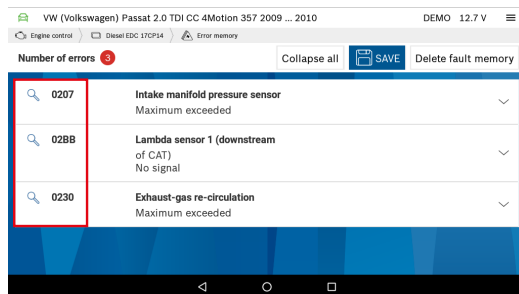 VW (Volkswagen) Passat 2.0 TDI CC 4Motion 357 2009 ... 2010 DEMO 12.7 V
Engine control Diesel EDC 17CP14 Error memory
Number of errors 3 Collapse all SAVE Delete fault memory
0207 Intake manifold pressure sensor
Maximum exceeded
02BB Lambda sensor 1 (downstream
of CAT)
No signal
0230 Exhaust-gas re-circulation
Maximum exceeded